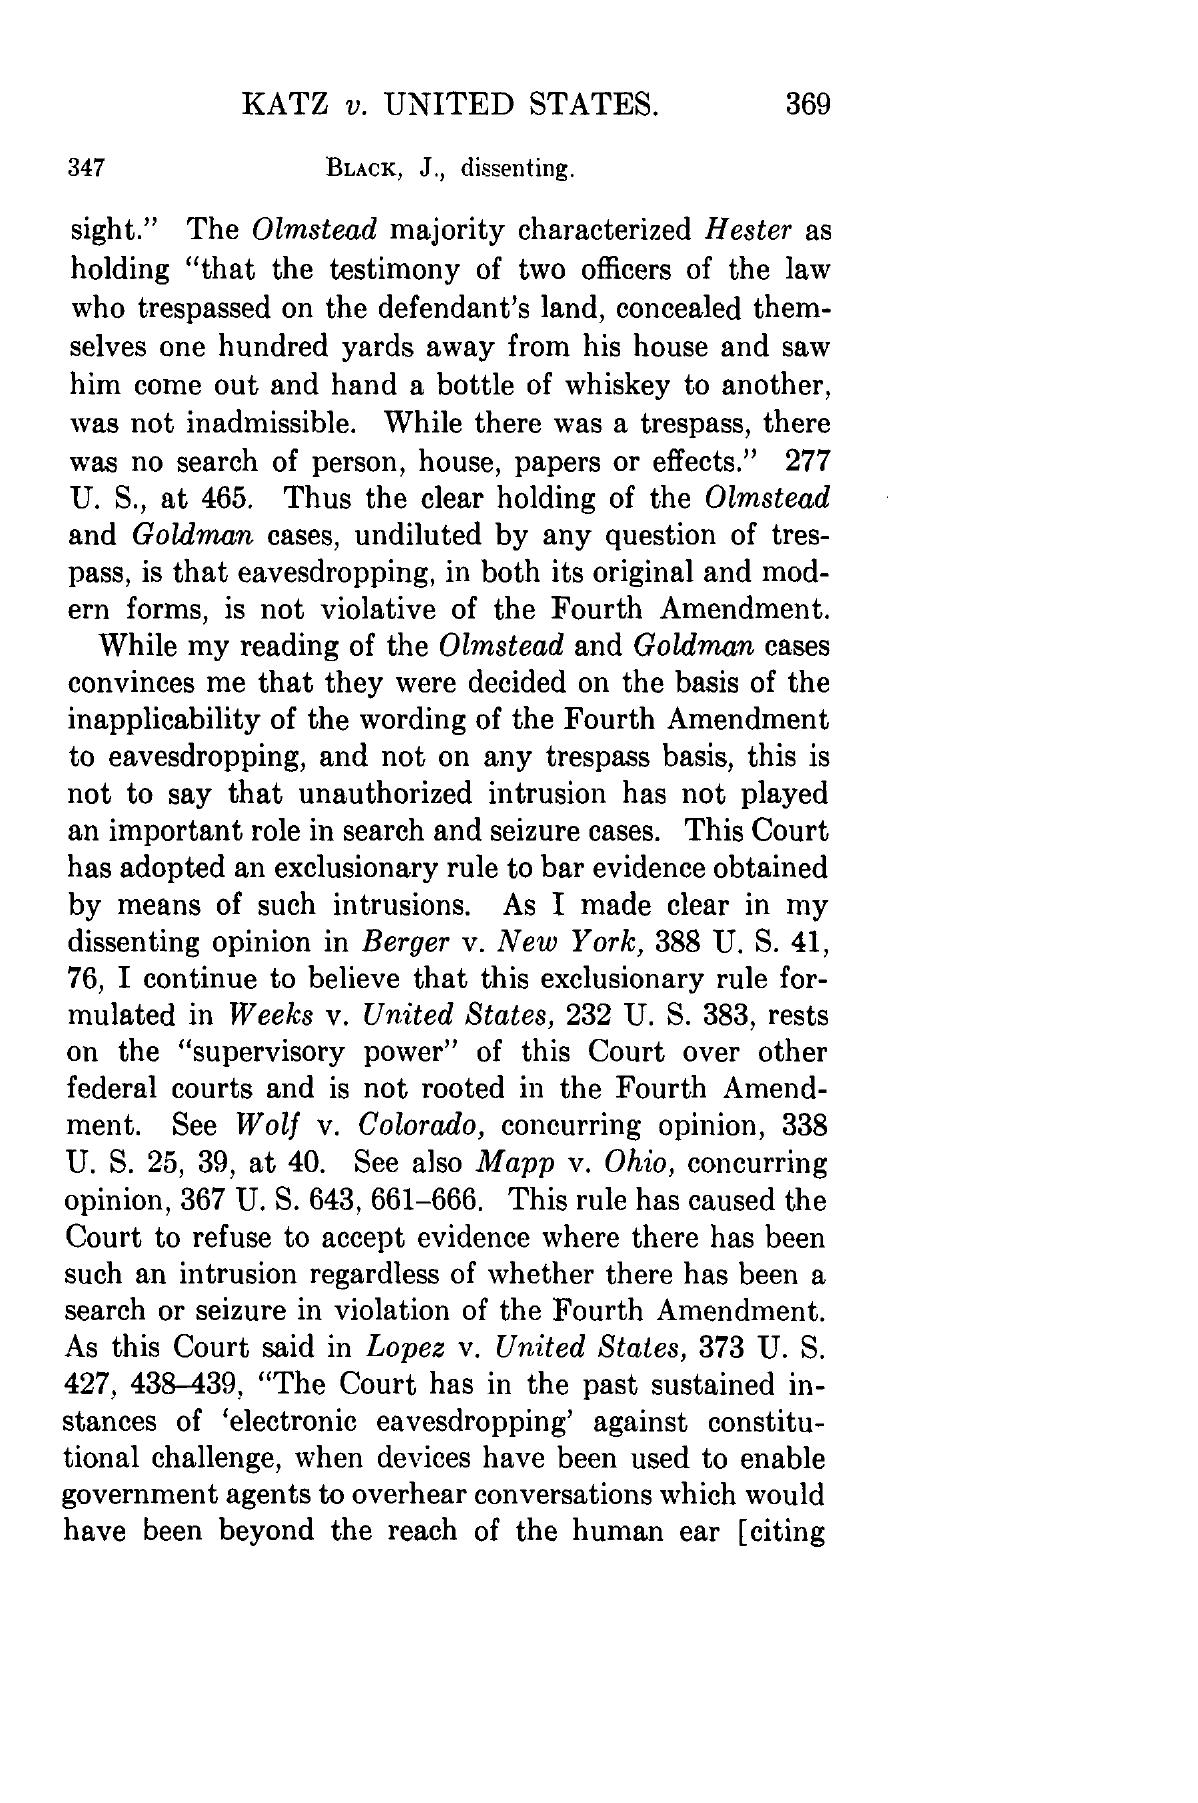 KATZ v. UNITED STATES. 369
347 BLACK, J., dissenting.
sight.” The Olmstead majority characterized Hester as
holding “that the testimony of two officers of the law
who trespassed on the defendant's land, concealed them-
selves one hundred yards away from his house and saw
him come out and hand a bottle of whiskey to another,
was not inadmissible. While there was a trespass, there
was no search of person, house, papers or effects.” 277
U. S., at 465. Thus the clear holding of the Olmstead
and Goldman cases, undiluted by any question of tres-
pass, is that eavesdropping, in both its original and mod-
ern forms, is not violative of the Fourth Amendment.
While my reading of the Olmstead and Goldman cases
convinces me that they were decided on the basis of the
inapplicability of the wording of the Fourth Amendment
to eavesdropping, and not on any trespass basis, this is
not to say that unauthorized intrusion has not played
an important role in search and seizure cases. This Court
has adopted an exclusionary rule to bar evidence obtained
by means of such intrusions. As I made clear in my
dissenting opinion in Berger v. New York, 388 U. S. 41,
76, I continue to believe that this exclusionary rule for-
mulated in Weeks v. United States, 232 U. S. 383, rests
on the “supervisory power” of this Court over other
federal courts and is not rooted in the Fourth Amend-
ment. See Wolf v. Colorado, concurring opinion, 338
U. S. 25, 39, at 40. See also Mapp v. Ohio, concurring
opinion, 367 U. S. 643, 661–666. This rule has caused the
Court to refuse to accept evidence where there has been
such an intrusion regardless of whether there has been a
search or seizure in violation of the Fourth Amendment.
As this Court said in Lopez v. United States, 373 U. S.
427, 438–439, “The Court has in the past sustained in-
stances of ‘electronic eavesdropping’ against constitu-
tional challenge, when devices have been used to enable
government agents to overhear conversations which would
have been beyond the reach of the human ear [citing